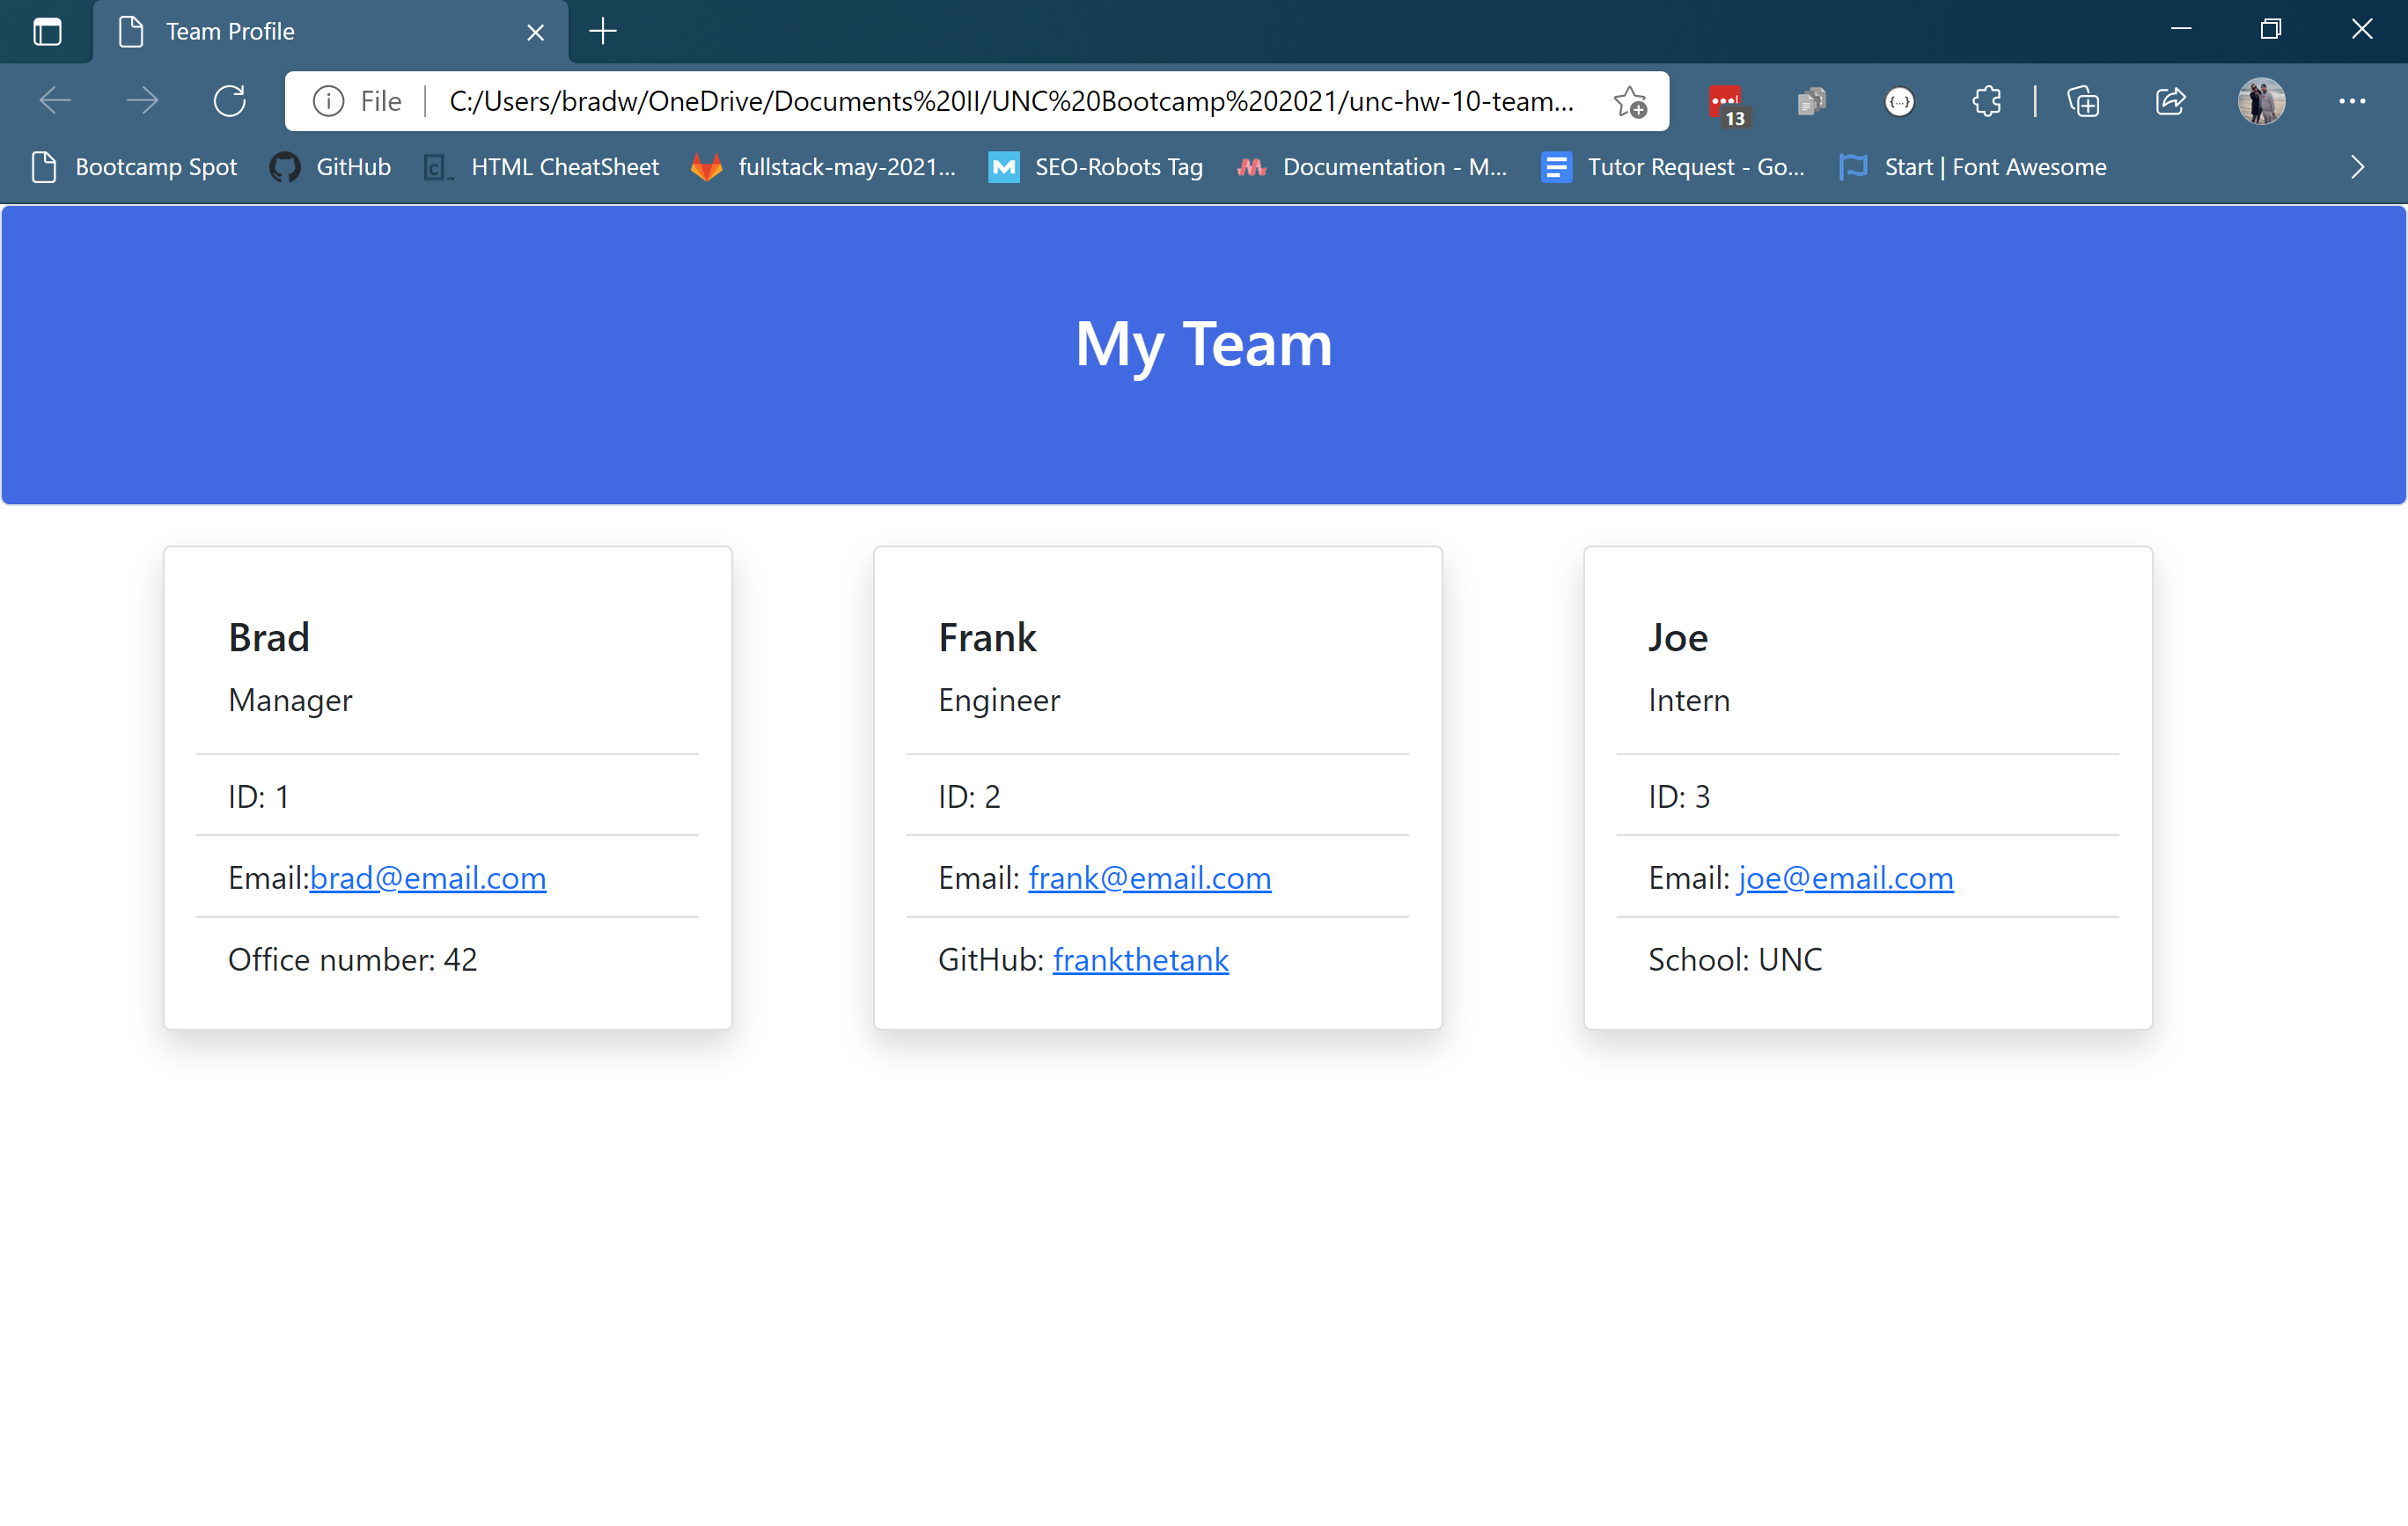 Team Profile
File C:/Users/bradw/OneDrive/Documents%20II/UNC%20Bootcamp%202021/unc-hw-10-team...
13
Bootcamp Spot GitHub HTML CheatSheet fullstack-may-2021... SEO-Robots Tag Documentation - M... Tutor Request - Go... Start | Font Awesome
My Team
Brad
Manager
ID: 1
Email:brad@email.com
Office number: 42
Frank
Engineer
ID: 2
Email: frank@email.com
GitHub: frankthetank
Joe
Intern
ID: 3
Email: joe@email.com
School: UNC